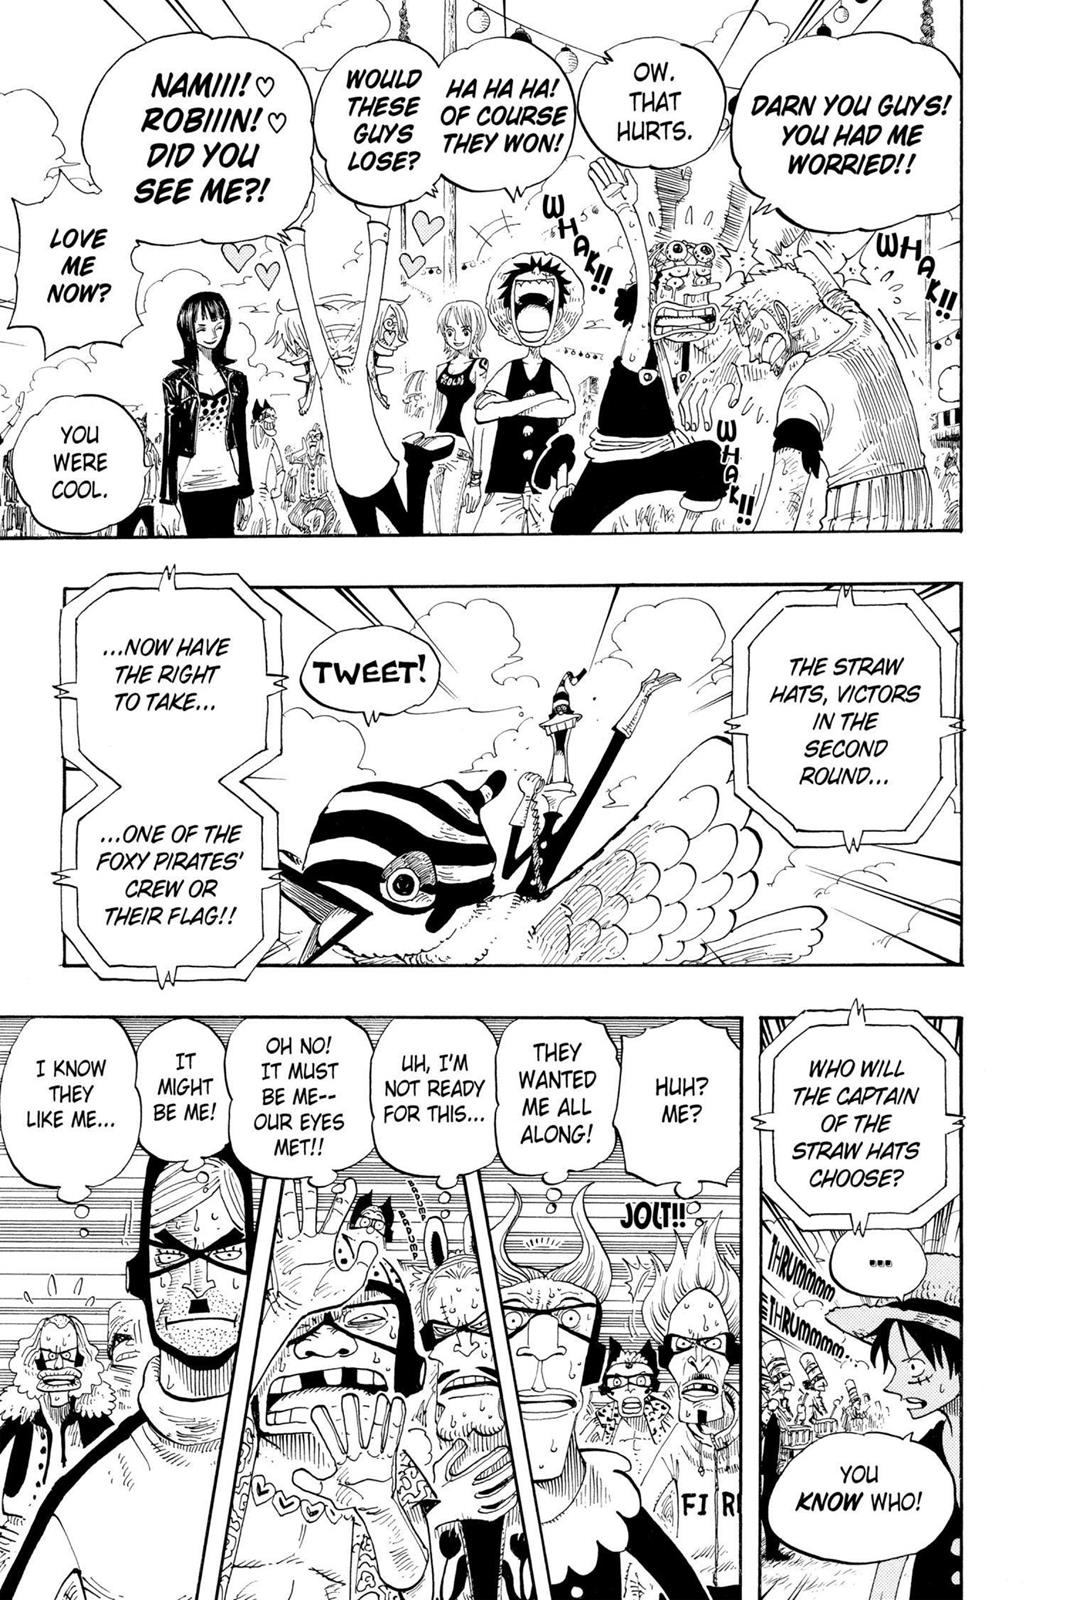 DARN YOU GUYS!
YOU HAD ME
WORRIED!!
OW.
THAT
HURTS.
HA HA HA!
OF COURSE
THEY WON!
WOULD
THESE
GUYS
LOSE?
NAMIII! ♡
ROBIIIN! ♡
DID YOU
SEE ME?!
LOVE
ME
NOW?
YOU
WERE
COOL.
WHAK!!
WHAK!!
WHAK!!
THE STRAW
HATS, VICTORS
IN THE
SECOND
ROUND...
TWEET!
...NOW HAVE
THE RIGHT
TO TAKE...
...ONE OF THE
FOXY PIRATES'
CREW OR
THEIR FLAG!!
WHO WILL
THE CAPTAIN
OF THE
STRAW HATS
CHOOSE?
...
THRUMMMM
THRUMMMM...
YOU
KNOW WHO!
HUH?
ME?
JOLT!!
THEY
WANTED
ME ALL
ALONG!
UH, I'M
NOT READY
FOR THIS...
OH NO!
IT MUST
BE ME--
OUR EYES
MET!!
IT
MIGHT
BE ME!
I KNOW
THEY
LIKE ME...
BADUMP
BADUMP
FIRE